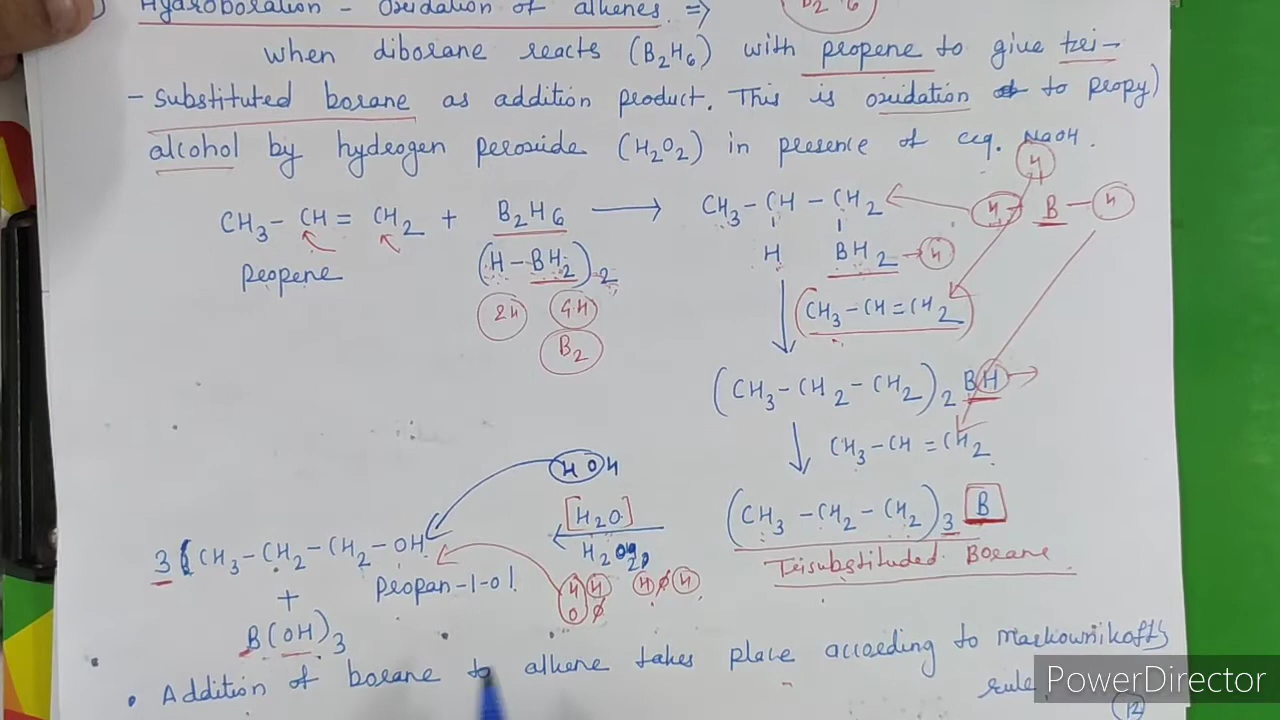 Hydroboration - Oxidation of alkenes ⇒ B2H6
when diborane reacts (B2H6) with propene to give tri-
- substituted borane as addition product. This is oxidation to propyl
alcohol by hydrogen peroxide (H2O2) in presence of aq. NaOH.
CH3 - CH = CH2 + B2H6 ⟶ CH3 - CH - CH2
H - B - H
H
Propene (H - BH2)2 H BH2 → H
2H 4H
B2
CH3 - CH = CH2
(CH3 - CH2 - CH2)2 BH →
↓ CH3 - CH = CH2
HOH
(CH3 - CH2 - CH2)3 B
[H2O]
H2O2
3 CH3 - CH2 - CH2 - OH
Trisubstituded Borane
Propan-1-ol
H H H O H
O O
+
B(OH)3
• Addition of borane to alkene takes place according to Markownikoff's
rule.
12
PowerDirector